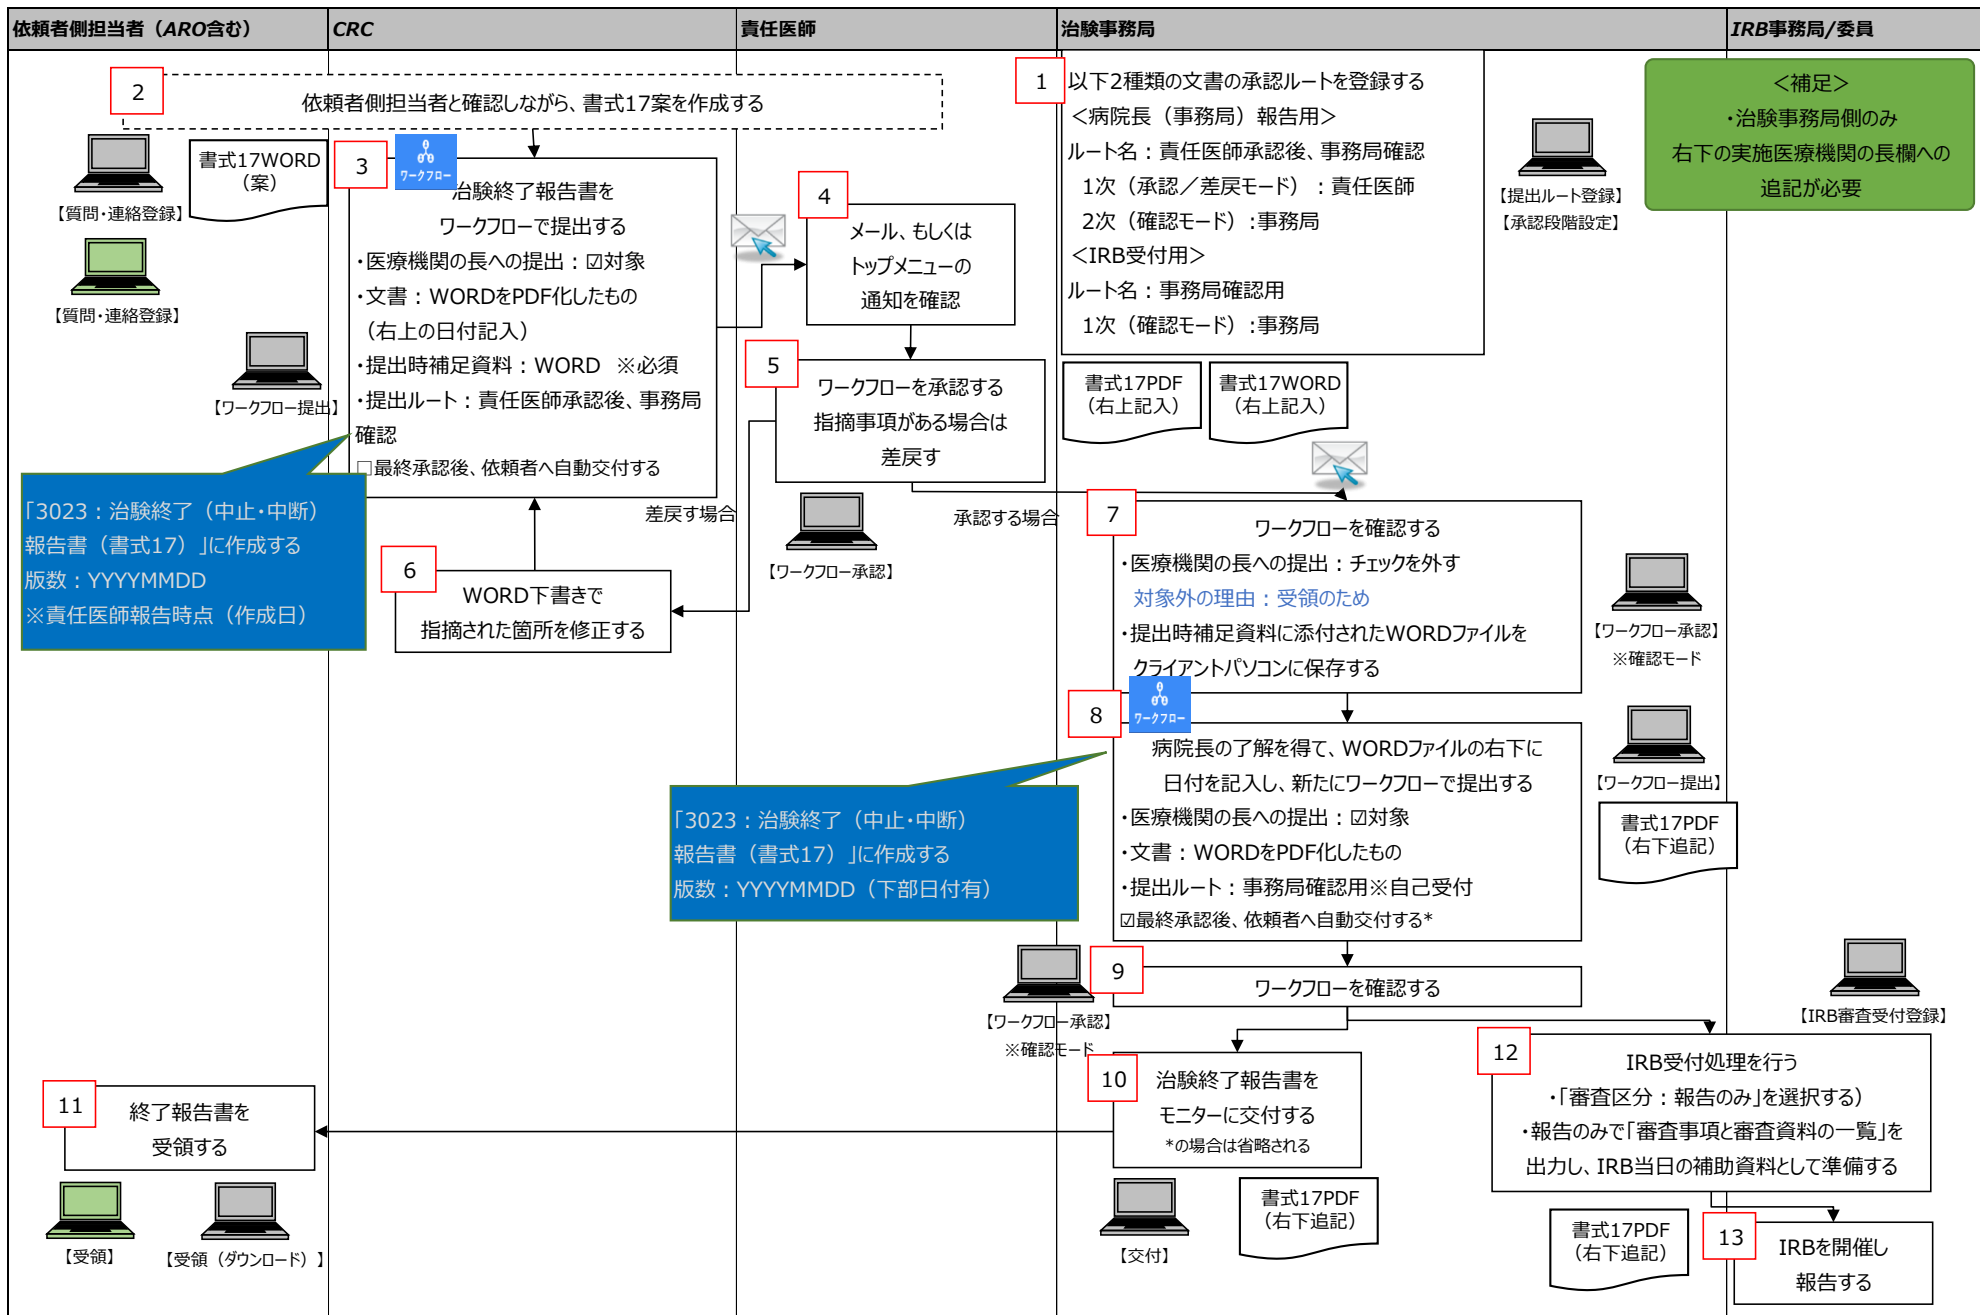 依頼者側担当者（ARO含む）
CRC
責任医師
治験事務局
IRB事務局/委員
2
依頼者側担当者と確認しながら、書式17案を作成する
【質問・連絡登録】
書式17WORD
（案）
【質問・連絡登録】
3
ワークフロー
治験終了報告書を
ワークフローで提出する
・医療機関の長への提出：☑対象
・文書：WORDをPDF化したもの
（右上の日付記入）
・提出時補足資料：WORD　※必須
・提出ルート：責任医師承認後、事務局
確認
□最終承認後、依頼者へ自動交付する
【ワークフロー提出】
「3023：治験終了（中止・中断）
報告書（書式17）」に作成する
版数：YYYYMMDD
※責任医師報告時点（作成日）
4
メール、もしくは
トップメニューの
通知を確認
5
ワークフローを承認する
指摘事項がある場合は
差戻す
差戻す場合
承認する場合
【ワークフロー承認】
6
WORD下書きで
指摘された箇所を修正する
1
以下2種類の文書の承認ルートを登録する
＜病院長（事務局）報告用＞
ルート名：責任医師承認後、事務局確認
1次（承認／差戻モード）：責任医師
2次（確認モード）:事務局
＜IRB受付用＞
ルート名：事務局確認用
1次（確認モード）:事務局
【提出ルート登録】
【承認段階設定】
＜補足＞
・治験事務局側のみ
右下の実施医療機関の長欄への
追記が必要
書式17PDF
（右上記入）
書式17WORD
（右上記入）
7
ワークフローを確認する
・医療機関の長への提出：チェックを外す
対象外の理由：受領のため
・提出時補足資料に添付されたWORDファイルを
クライアントパソコンに保存する
【ワークフロー承認】
※確認モード
8
ワークフロー
病院長の了解を得て、WORDファイルの右下に
日付を記入し、新たにワークフローで提出する
・医療機関の長への提出：☑対象
・文書：WORDをPDF化したもの
・提出ルート：事務局確認用※自己受付
☑最終承認後、依頼者へ自動交付する*
【ワークフロー提出】
書式17PDF
（右下追記）
「3023：治験終了（中止・中断）
報告書（書式17）」に作成する
版数：YYYYMMDD（下部日付有）
9
ワークフローを確認する
【ワークフロー承認】
※確認モード
10
治験終了報告書を
モニターに交付する
*の場合は省略される
【交付】
書式17PDF
（右下追記）
11
終了報告書を
受領する
【受領】
【受領（ダウンロード）】
【IRB審査受付登録】
12
IRB受付処理を行う
・「審査区分：報告のみ」を選択する）
・報告のみで「審査事項と審査資料の一覧」を
出力し、IRB当日の補助資料として準備する
書式17PDF
（右下追記）
13
IRBを開催し
報告する